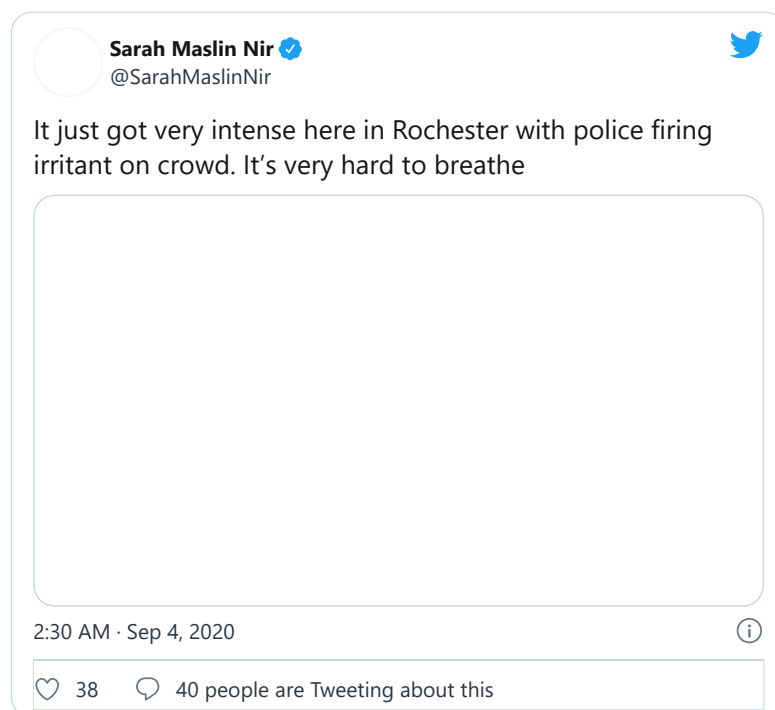 Sarah Maslin Nir
@SarahMaslinNir
It just got very intense here in Rochester with police firing
irritant on crowd. It’s very hard to breathe
2:30 AM · Sep 4, 2020
38 40 people are Tweeting about this